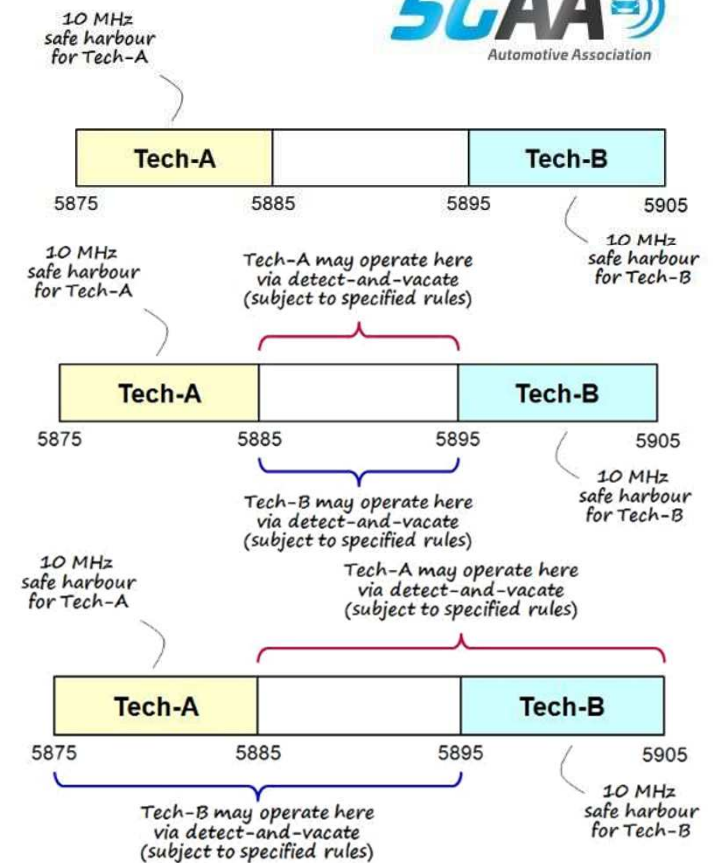 10 MHz
safe harbour
for Tech-A
5GAA
Automotive Association
Tech-A
Tech-B
5875
5885
5895
5905
10 MHz
safe harbour
for Tech-B
10 MHz
safe harbour
for Tech-A
Tech-A may operate here
via detect-and-vacate
(subject to specified rules)
Tech-A
Tech-B
5875
5885
5895
5905
Tech-B may operate here
via detect-and-vacate
(subject to specified rules)
10 MHz
safe harbour
for Tech-B
10 MHz
safe harbour
for Tech-A
Tech-A may operate here
via detect-and-vacate
(subject to specified rules)
Tech-A
Tech-B
5875
5885
5895
5905
Tech-B may operate here
via detect-and-vacate
(subject to specified rules)
10 MHz
safe harbour
for Tech-B